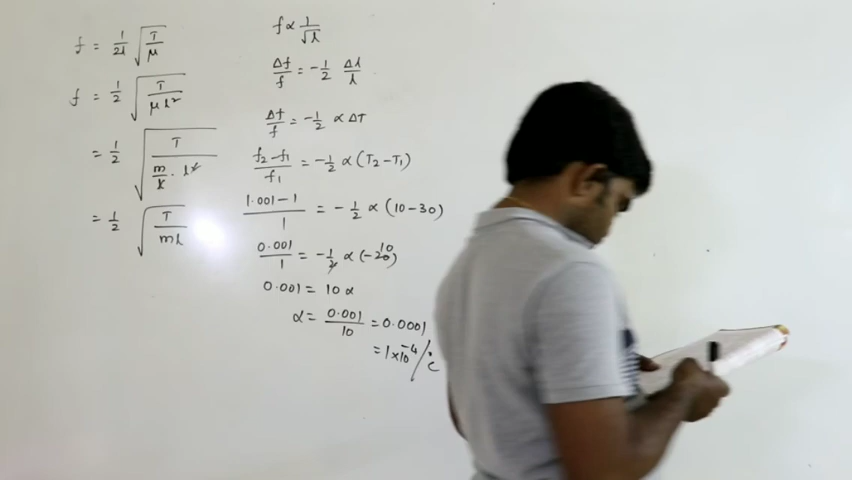 f = 1/2l √(T/μ)
f = 1/2 √(T/μl²)
= 1/2 √(T/(m/l · l²))
= 1/2 √(T/ml)
f ∝ 1/√l
Δf/f = -1/2 Δl/l
Δf/f = -1/2 ∝ ΔT
(f₂-f₁)/f₁ = -1/2 ∝ (T₂-T₁)
(1.001-1)/1 = -1/2 ∝ (10-30)
0.001/1 = -1/2 ∝ (-20) 10
0.001 = 10 ∝
∝ = 0.001/10 = 0.0001
= 1×10⁻⁴/°C